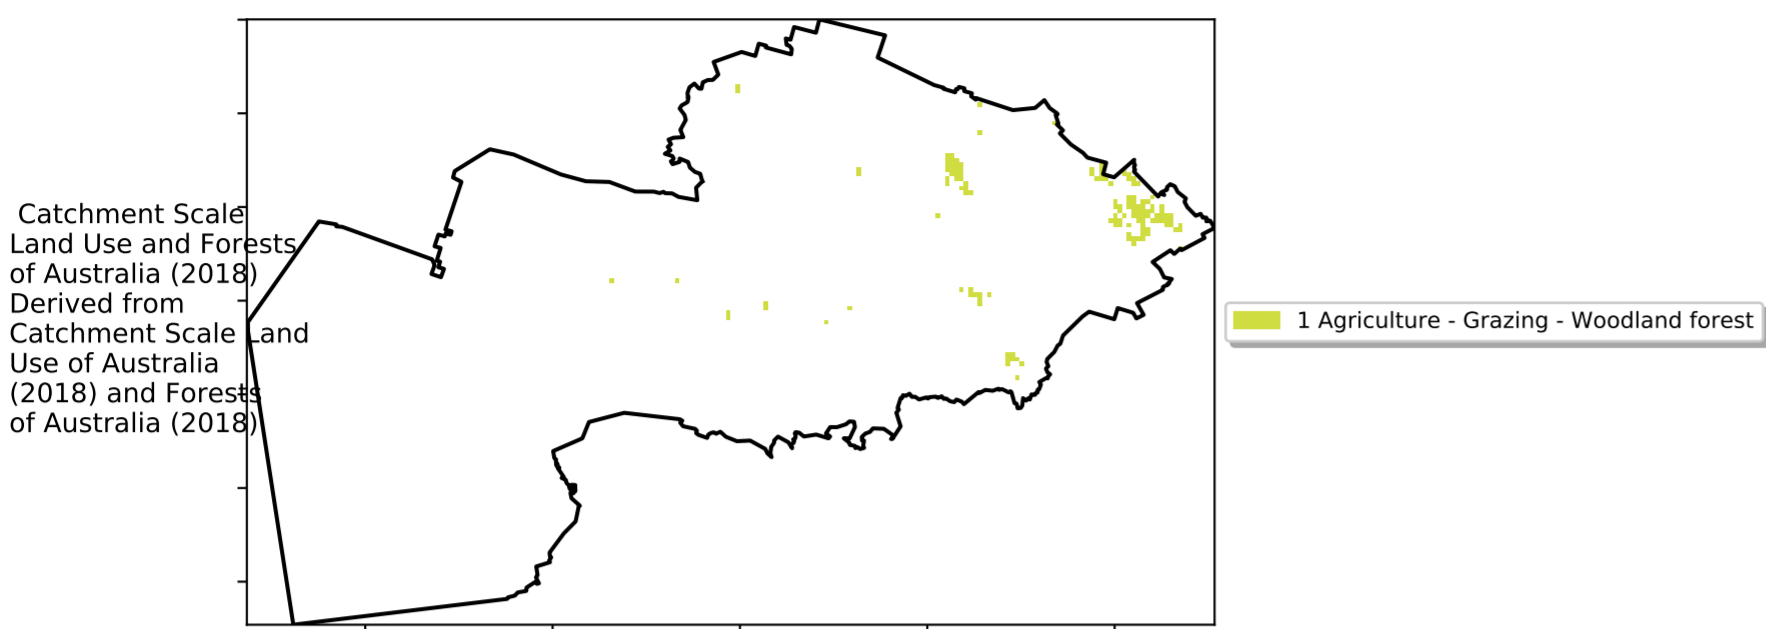 Catchment Scale
Land Use and Forests
of Australia (2018)
Derived from
Catchment Scale Land
Use of Australia
(2018) and Forests
of Australia (2018)
1 Agriculture - Grazing - Woodland forest